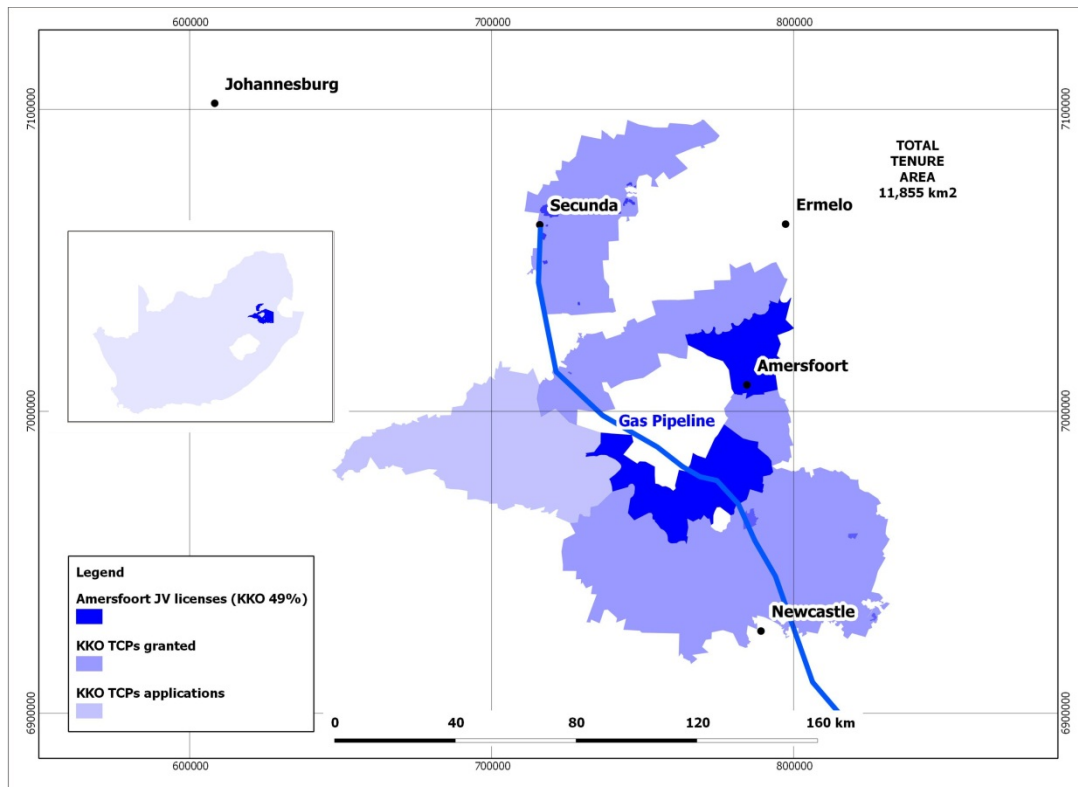 600000
700000
800000
Johannesburg
7100000
7100000
TOTAL
TENURE
AREA
11,855 km2
Secunda
Ermelo
Amersfoort
7000000
7000000
Gas Pipeline
Legend
Amersfoort JV licenses (KKO 49%)
KKO TCPs granted
KKO TCPs applications
Newcastle
0
40
80
120
160 km
6900000
6900000
600000
700000
800000